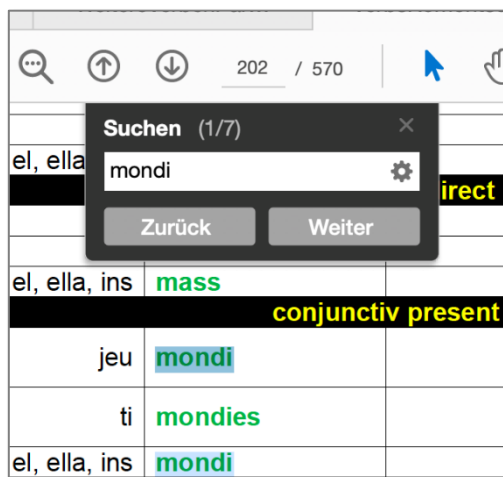 202 / 570
Suchen (1/7)
mondi
Zurück Weiter
el, ella
irect
el, ella, ins mass
conjunctiv present
jeu mondi
ti mondies
el, ella, ins mondi